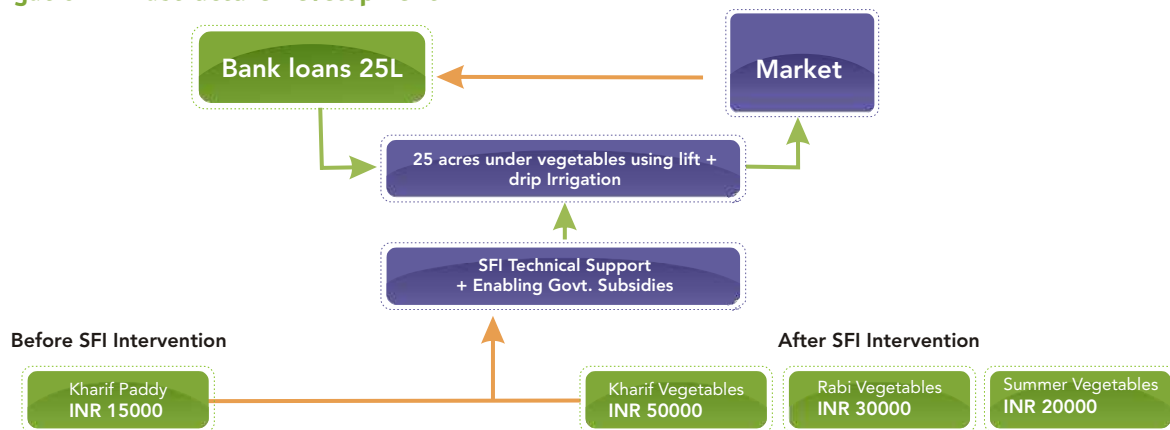 Bank loans 25L
Market
25 acres under vegetables using lift +
drip Irrigation
SFI Technical Support
+ Enabling Govt. Subsidies
Before SFI Intervention
After SFI Intervention
Kharif Paddy
INR 15000
Kharif Vegetables
INR 50000
Rabi Vegetables
INR 30000
Summer Vegetables
INR 20000